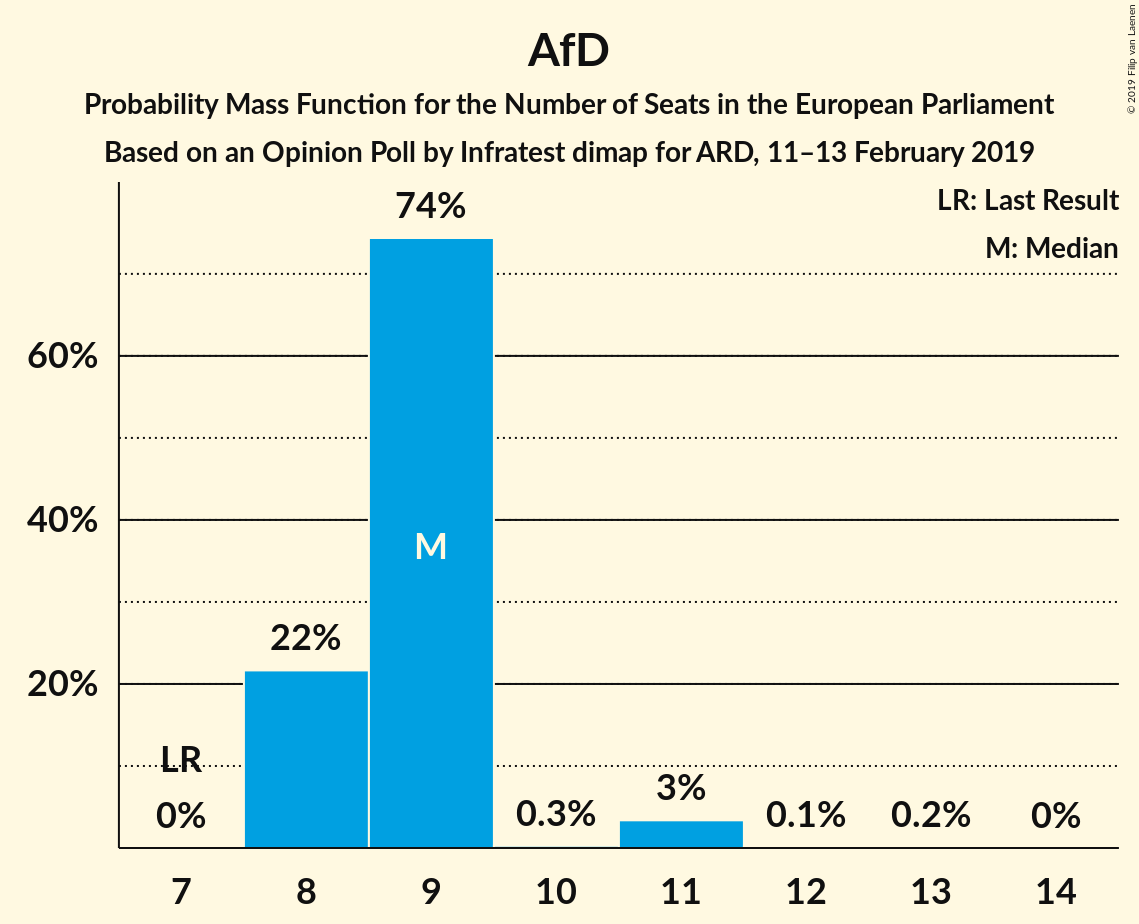 AfD
Probability Mass Function for the Number of Seats in the European Parliament
Based on an Opinion Poll by Infratest dimap for ARD, 11–13 February 2019
© 2019 Filip van Laenen
LR: Last Result
M: Median
74%
60%
40%
M
22%
20%
LR
0%
0.3%
3%
0.1%
0.2%
0%
7 8 9 10 11 12 13 14